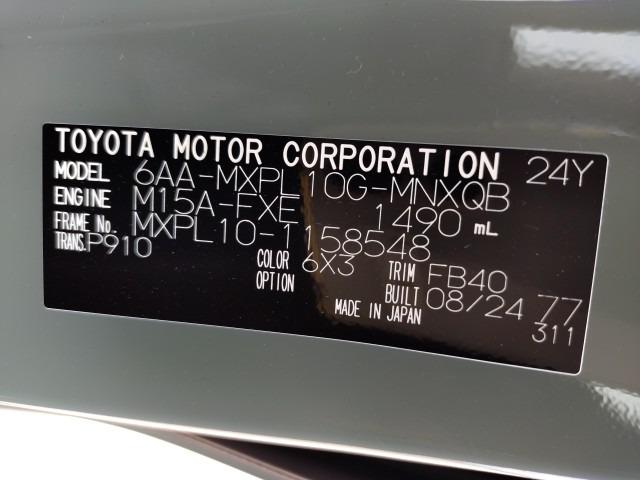 TOYOTA MOTOR CORPORATION 24Y
MODEL 6AA-MXPL10G-MNXQB
ENGINE M15A-FXE 1490 mL
FRAME No. MXPL10-1158548
TRANS. P910 COLOR 6X3 TRIM FB40
OPTION BUILT 08/24 77
MADE IN JAPAN 311